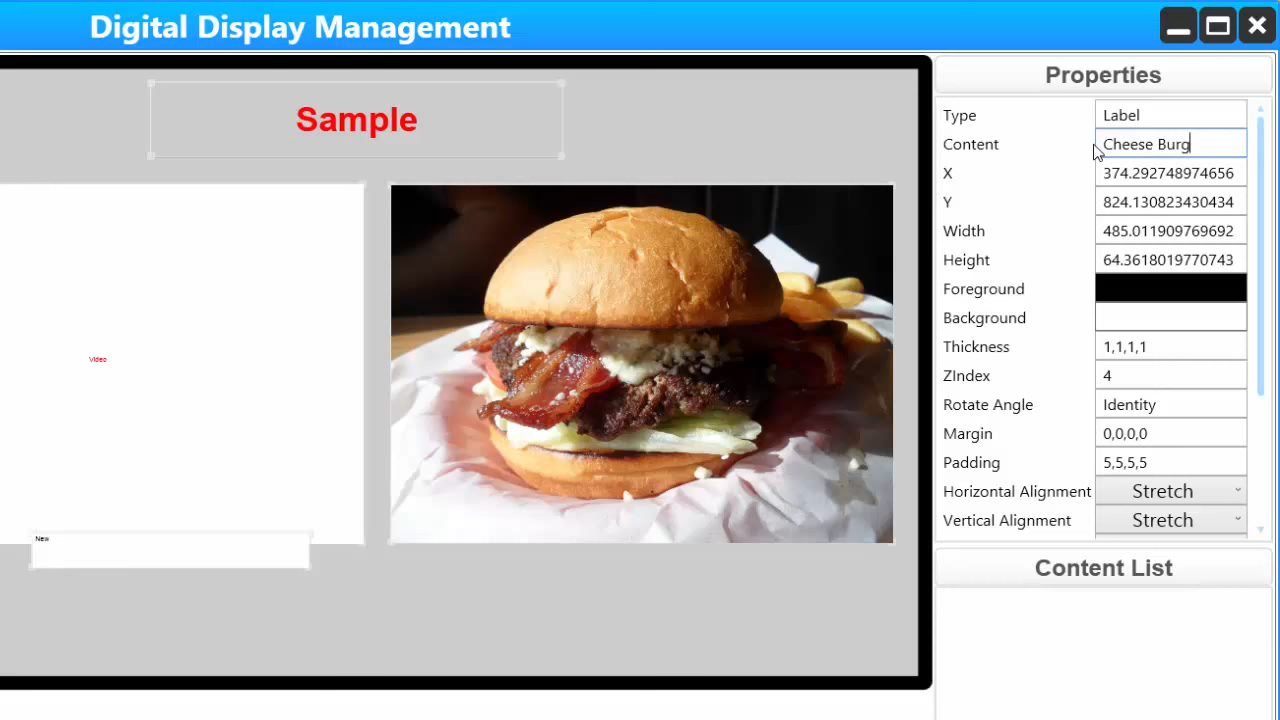 Digital Display Management
Sample
Video
New
Properties
Type Label
Content Cheese Burg
X 374.292748974656
Y 824.130823430434
Width 485.011909769692
Height 64.3618019770743
Foreground
Background
Thickness 1,1,1,1
ZIndex 4
Rotate Angle Identity
Margin 0,0,0,0
Padding 5,5,5,5
Horizontal Alignment Stretch
Vertical Alignment Stretch
Content List